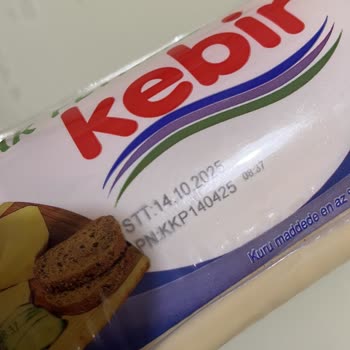 kebir
STT:14.10.2025
PN:KKP140425 08:37
Kuru maddede en az